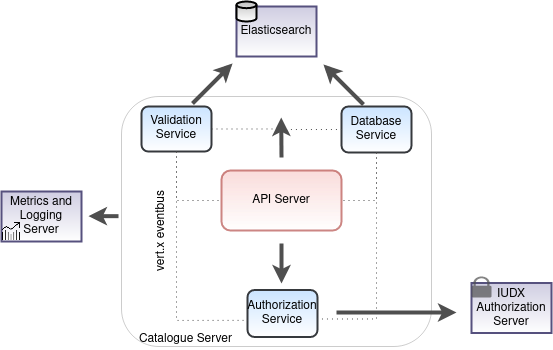 Elasticsearch
Validation
Service
Database
Service
API Server
Metrics and
Logging
Server
vert.x eventbus
Authorization
Service
IUDX
Authorization
Server
Catalogue Server